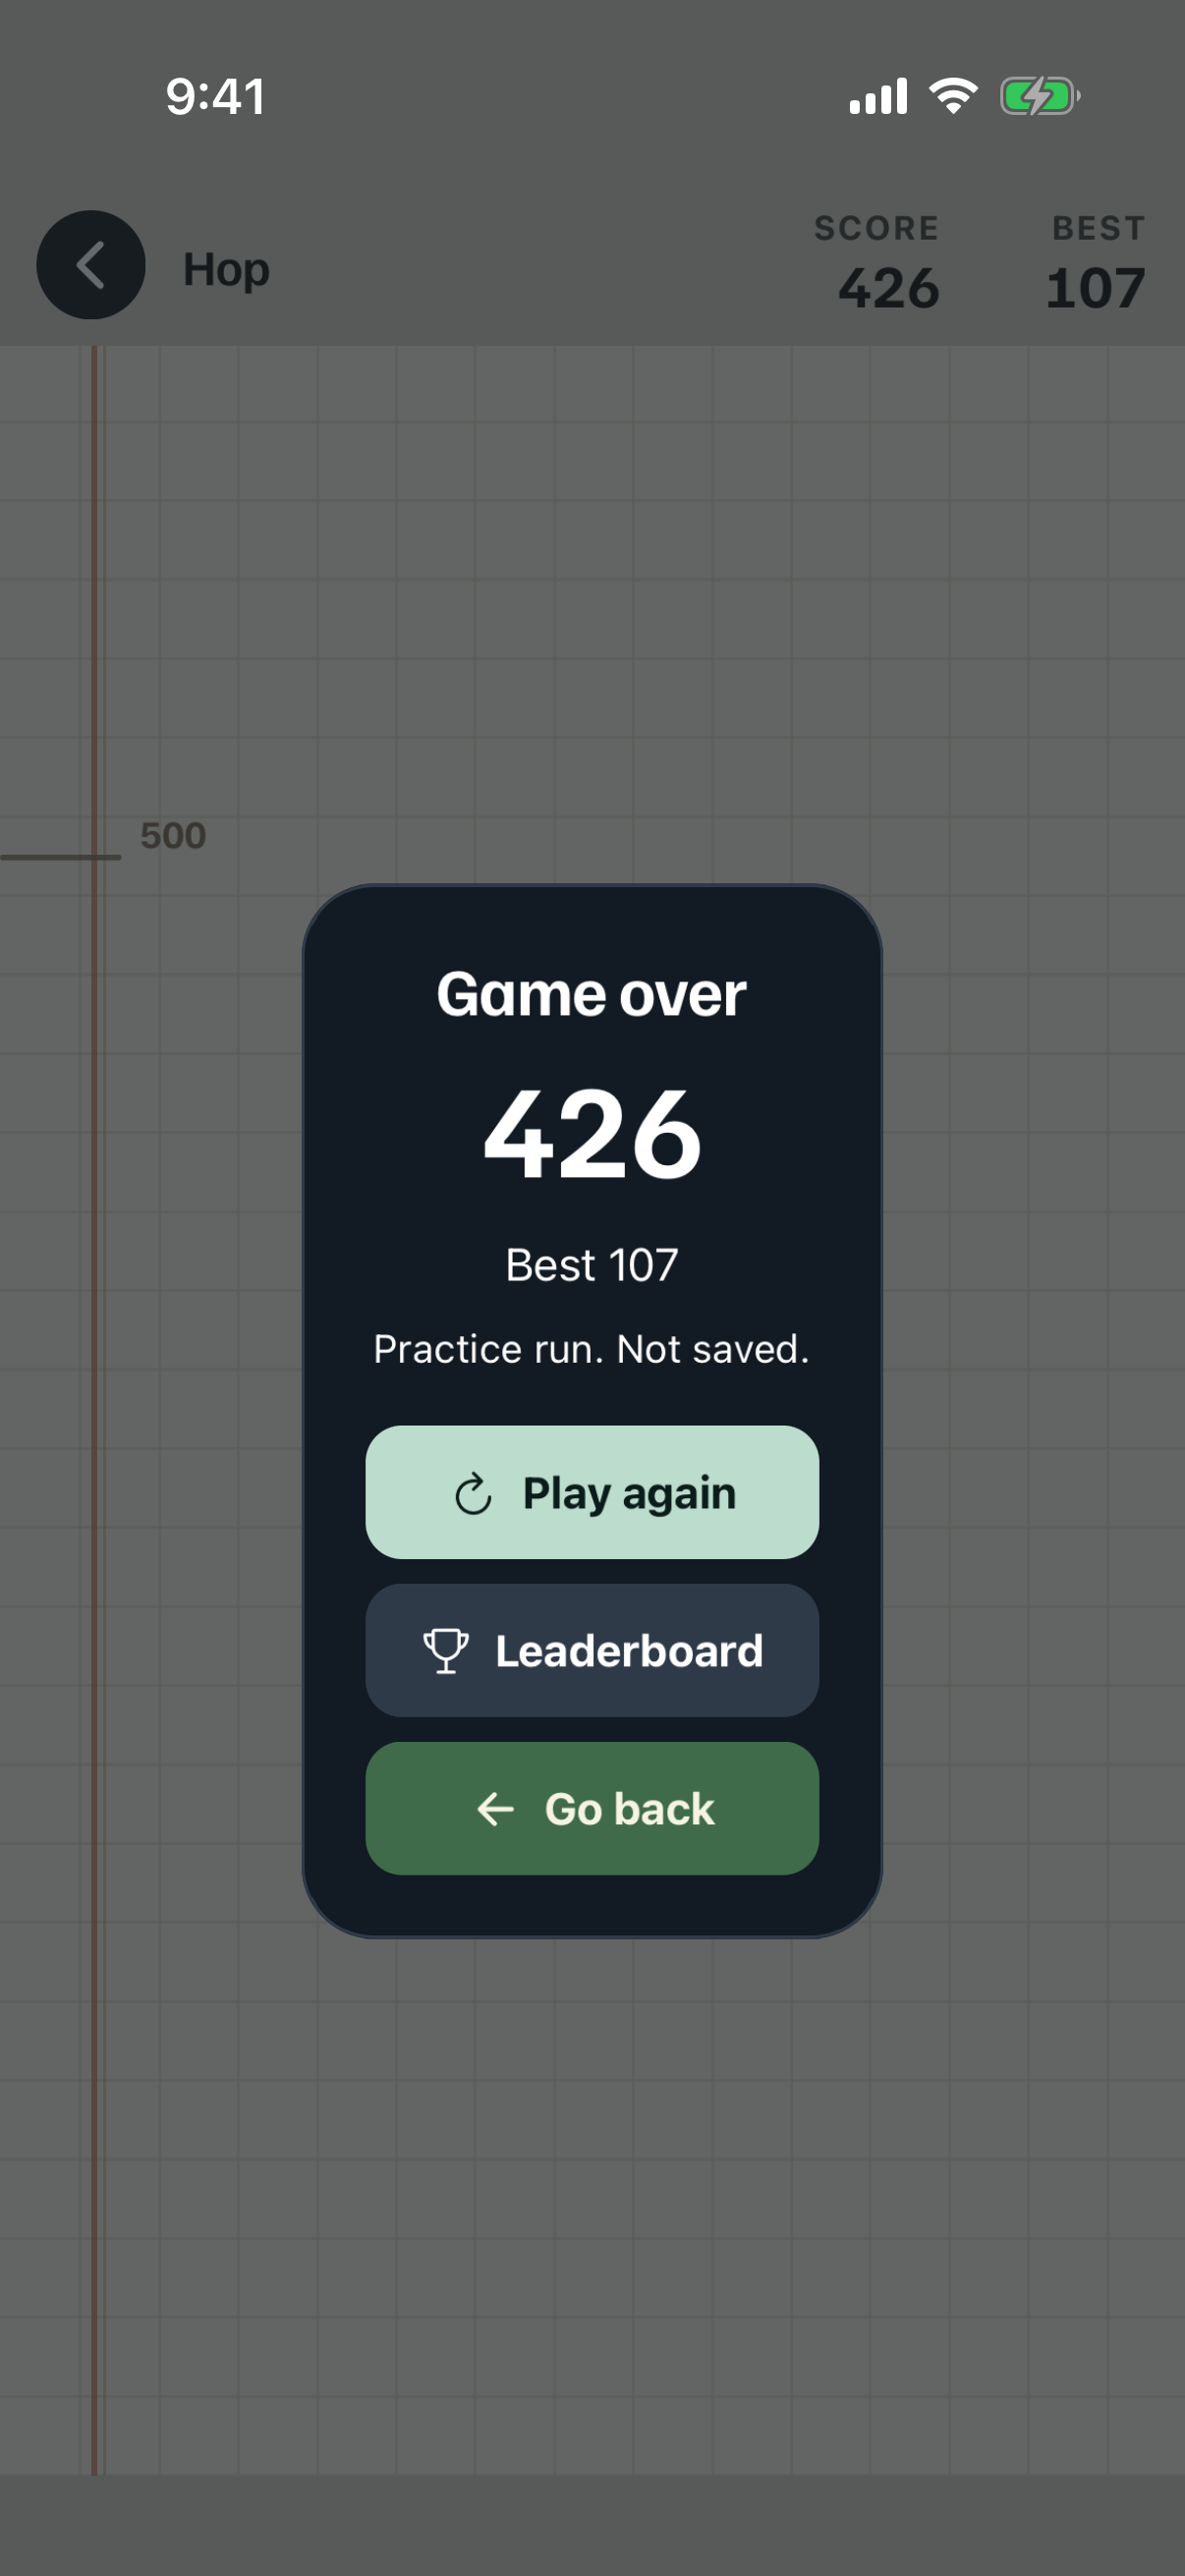 9:41
Hop
SCORE
426
BEST
107
500
Game over
426
Best 107
Practice run. Not saved.
Play again
Leaderboard
Go back